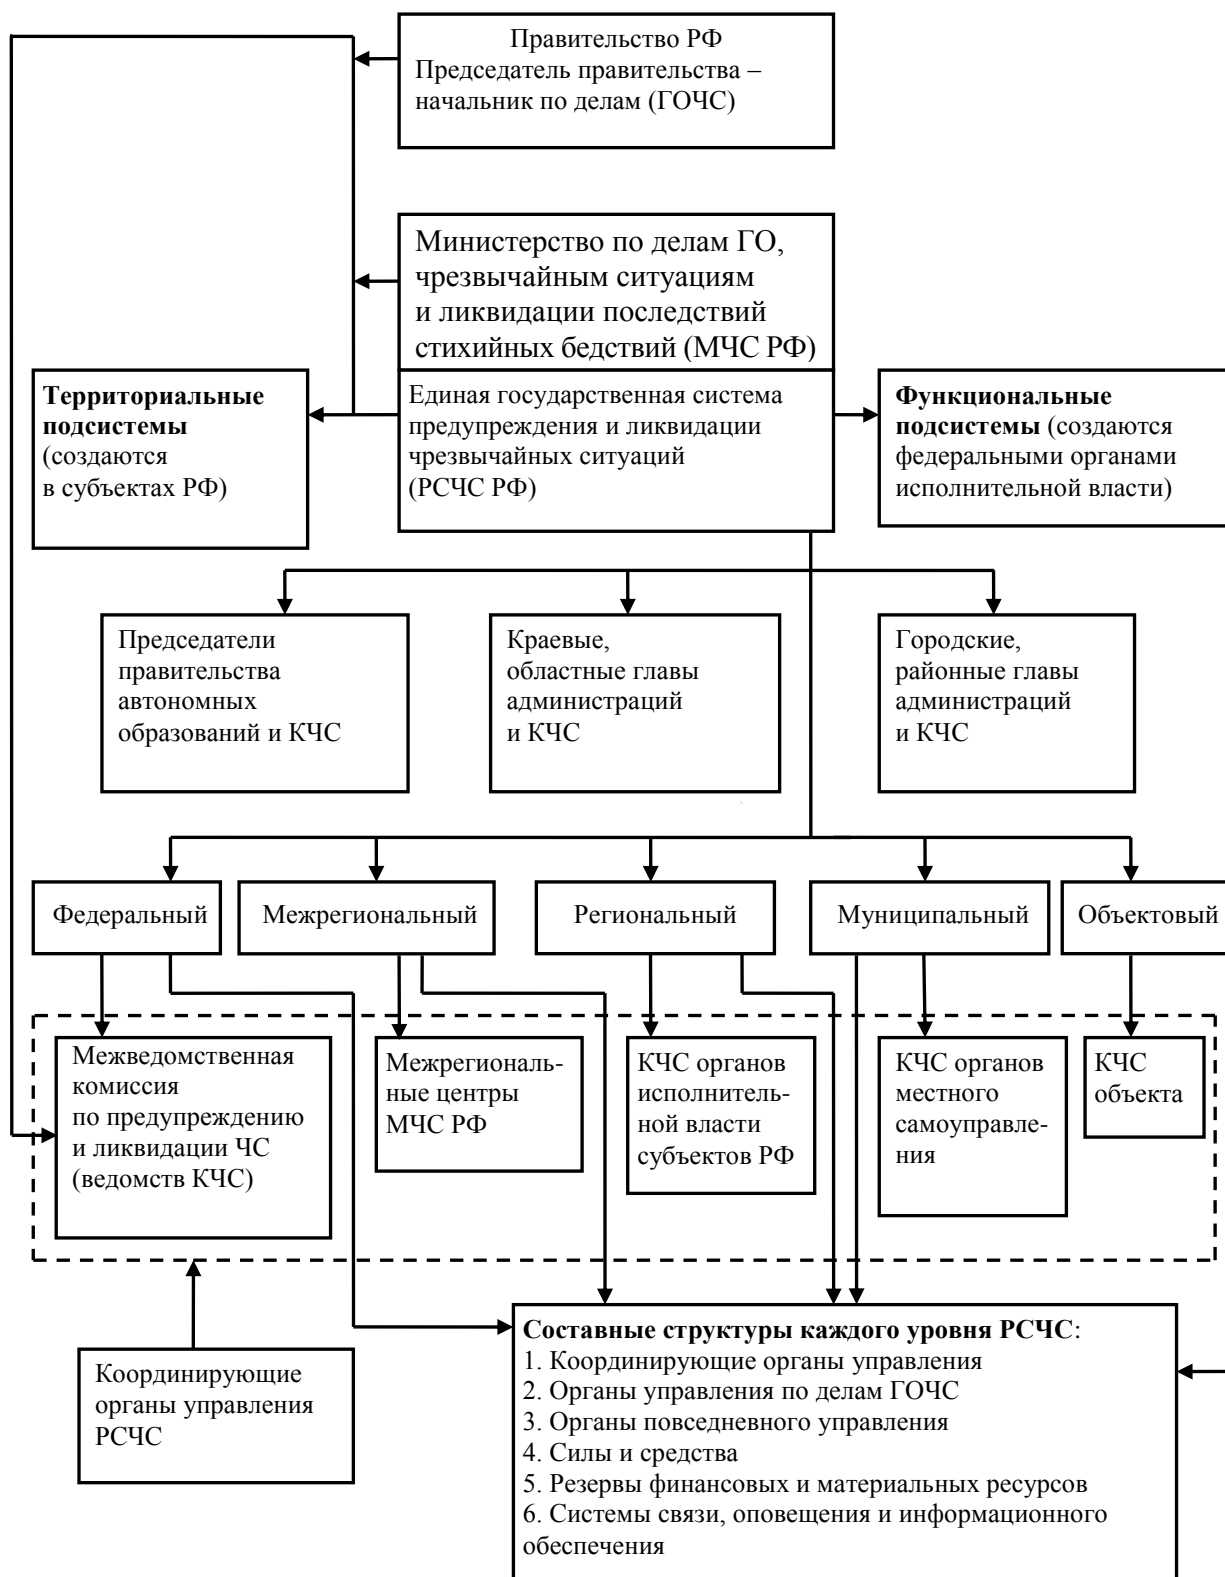 Правительство РФ
Председатель правительства –
начальник по делам (ГОЧС)
Министерство по делам ГО,
чрезвычайным ситуациям
и ликвидации последствий
стихийных бедствий (МЧС РФ)
Территориальные
подсистемы
(создаются
в субъектах РФ)
Единая государственная система
предупреждения и ликвидации
чрезвычайных ситуаций
(РСЧС РФ)
Функциональные
подсистемы (создаются
федеральными органами
исполнительной власти)
Председатели
правительства
автономных
образований и КЧС
Краевые,
областные главы
администраций
и КЧС
Городские,
районные главы
администраций
и КЧС
Федеральный
Межрегиональный
Региональный
Муниципальный
Объектовый
Межведомственная
комиссия
по предупреждению
и ликвидации ЧС
(ведомств КЧС)
Межрегиональ-
ные центры
МЧС РФ
КЧС органов
исполнитель-
ной власти
субъектов РФ
КЧС органов
местного
самоуправле-
ния
КЧС
объекта
Координирующие
органы управления
РСЧС
Составные структуры каждого уровня РСЧС:
1. Координирующие органы управления
2. Органы управления по делам ГОЧС
3. Органы повседневного управления
4. Силы и средства
5. Резервы финансовых и материальных ресурсов
6. Системы связи, оповещения и информационного
обеспечения